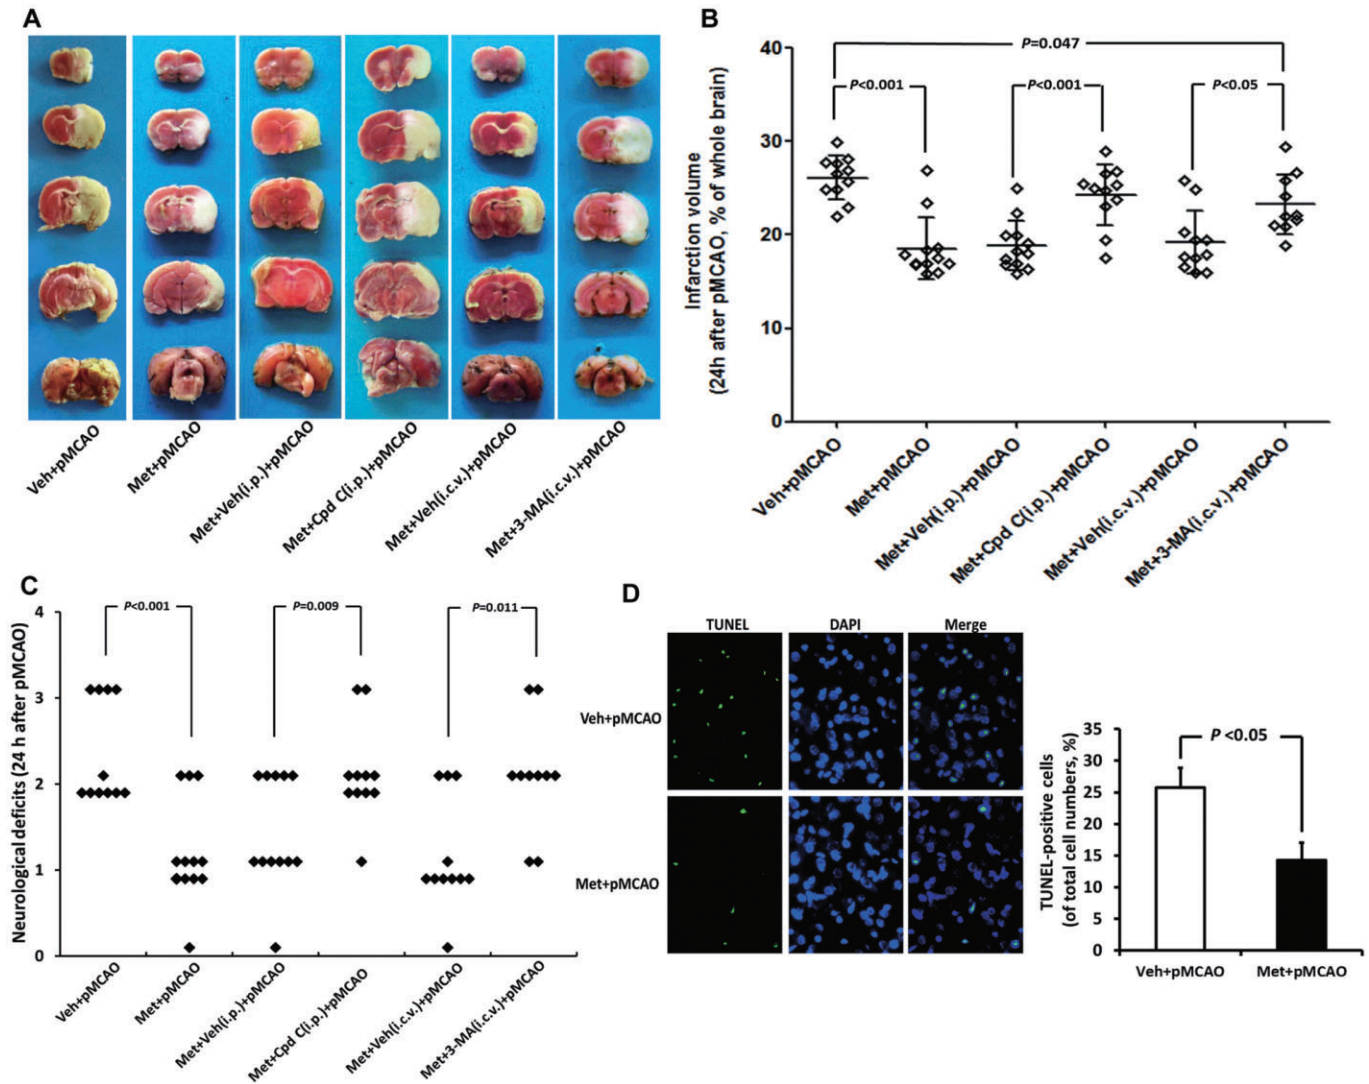 A
Veh+pMCAO
Met+pMCAO
Met+Veh(i.p.)+pMCAO
Met+Cpd C(i.p.)+pMCAO
Met+Veh(i.c.v.)+pMCAO
Met+3-MA(i.c.v.)+pMCAO
B
Infarction volume
(24h after pMCAO, % of whole brain)
40
30
20
10
0
P=0.047
P<0.001
P<0.001
P<0.05
Veh+pMCAO
Met+pMCAO
Met+Veh(i.p.)+pMCAO
Met+Cpd C(i.p.)+pMCAO
Met+Veh(i.c.v.)+pMCAO
Met+3-MA(i.c.v.)+pMCAO
C
Neurological deficits (24 h after pMCAO)
4
3
2
1
0
P<0.001
P=0.009
P=0.011
Veh+pMCAO
Met+pMCAO
Met+Veh(i.p.)+pMCAO
Met+Cpd C(i.p.)+pMCAO
Met+Veh(i.c.v.)+pMCAO
Met+3-MA(i.c.v.)+pMCAO
D
TUNEL DAPI Merge
Veh+pMCAO
Met+pMCAO
TUNEL-positive cells
(of total cell numbers, %)
35
30
25
20
15
10
5
0
P <0.05
Veh+pMCAO Met+pMCAO